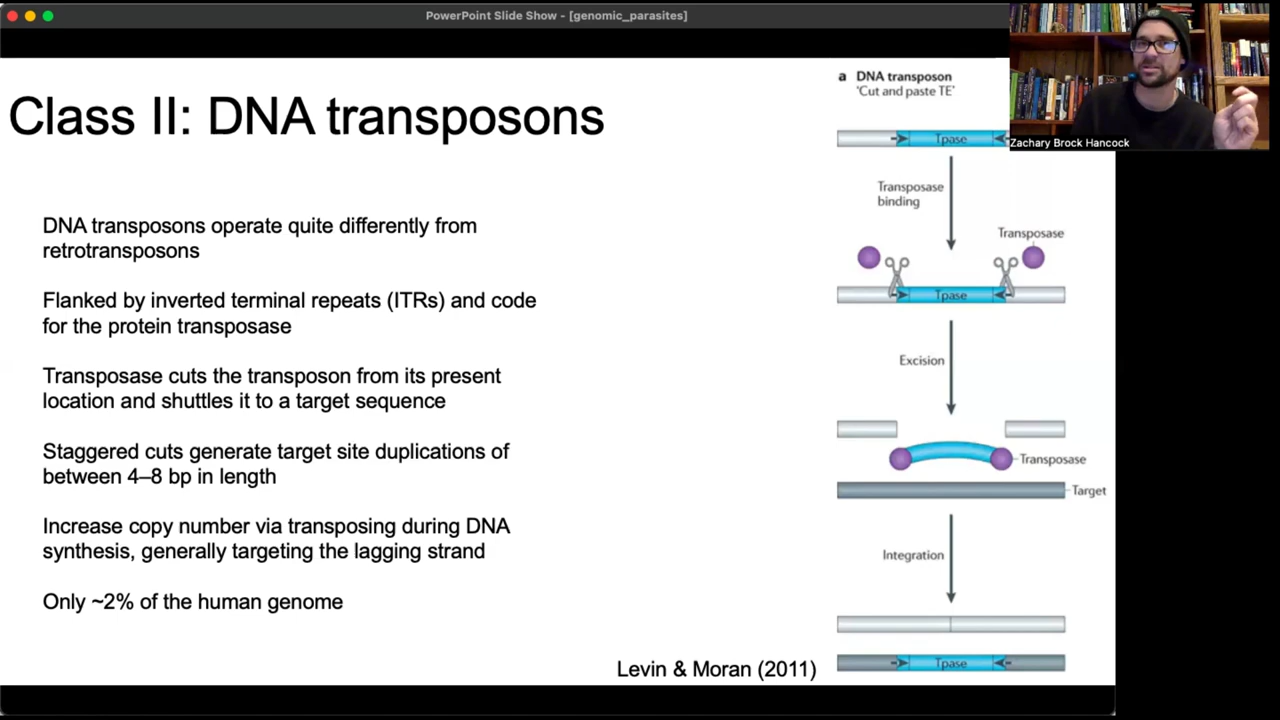 PowerPoint Slide Show - [genomic_parasites]
Class II: DNA transposons
DNA transposons operate quite differently from
retrotransposons
Flanked by inverted terminal repeats (ITRs) and code
for the protein transposase
Transposase cuts the transposon from its present
location and shuttles it to a target sequence
Staggered cuts generate target site duplications of
between 4–8 bp in length
Increase copy number via transposing during DNA
synthesis, generally targeting the lagging strand
Only ~2% of the human genome
Levin & Moran (2011)
a DNA transposon
'Cut and paste TE'
Tpase
Transposase
binding
Transposase
Tpase
Excision
Transposase
Target
Integration
Tpase
Zachary Brock Hancock